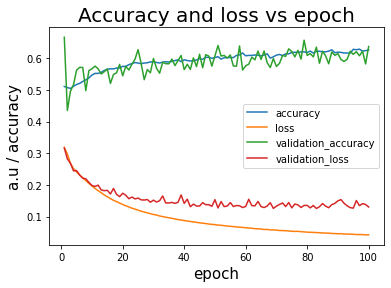 Accuracy and loss vs epoch
a.u / accuracy
0.6
0.5
0.4
0.3
0.2
0.1
accuracy
loss
validation_accuracy
validation_loss
0
20
40
60
80
100
epoch